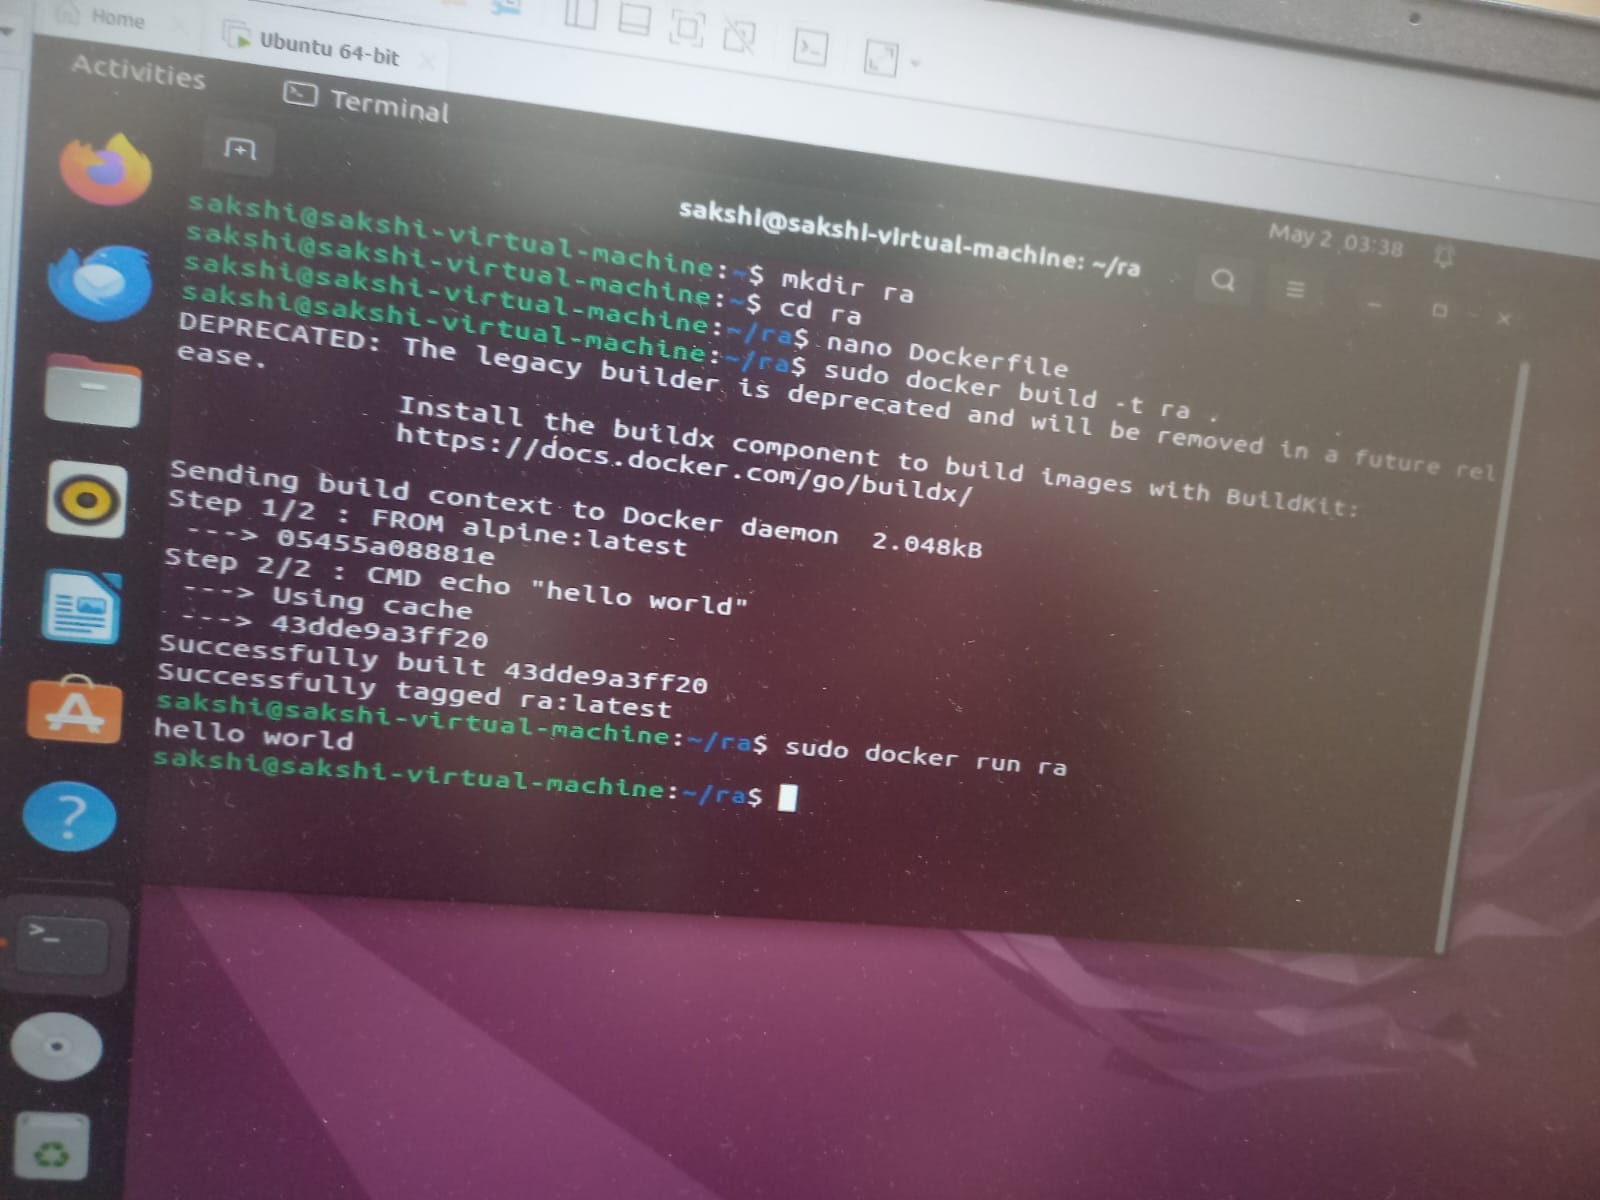 Home
Ubuntu 64-bit
Activities
Terminal
May 2 03:38
sakshi@sakshi-virtual-machine: ~/ra
sakshi@sakshi-virtual-machine:~$ mkdir ra
sakshi@sakshi-virtual-machine:~$ cd ra
sakshi@sakshi-virtual-machine:~/ra$ nano Dockerfile
sakshi@sakshi-virtual-machine:~/ra$ sudo docker build -t ra .
DEPRECATED: The legacy builder is deprecated and will be removed in a future rel
ease.
Install the buildx component to build images with BuildKit:
https://docs.docker.com/go/buildx/
Sending build context to Docker daemon  2.048kB
Step 1/2 : FROM alpine:latest
---> 05455a08881e
Step 2/2 : CMD echo "hello world"
---> Using cache
---> 43dde9a3ff20
Successfully built 43dde9a3ff20
Successfully tagged ra:latest
sakshi@sakshi-virtual-machine:~/ra$ sudo docker run ra
hello world
sakshi@sakshi-virtual-machine:~/ra$